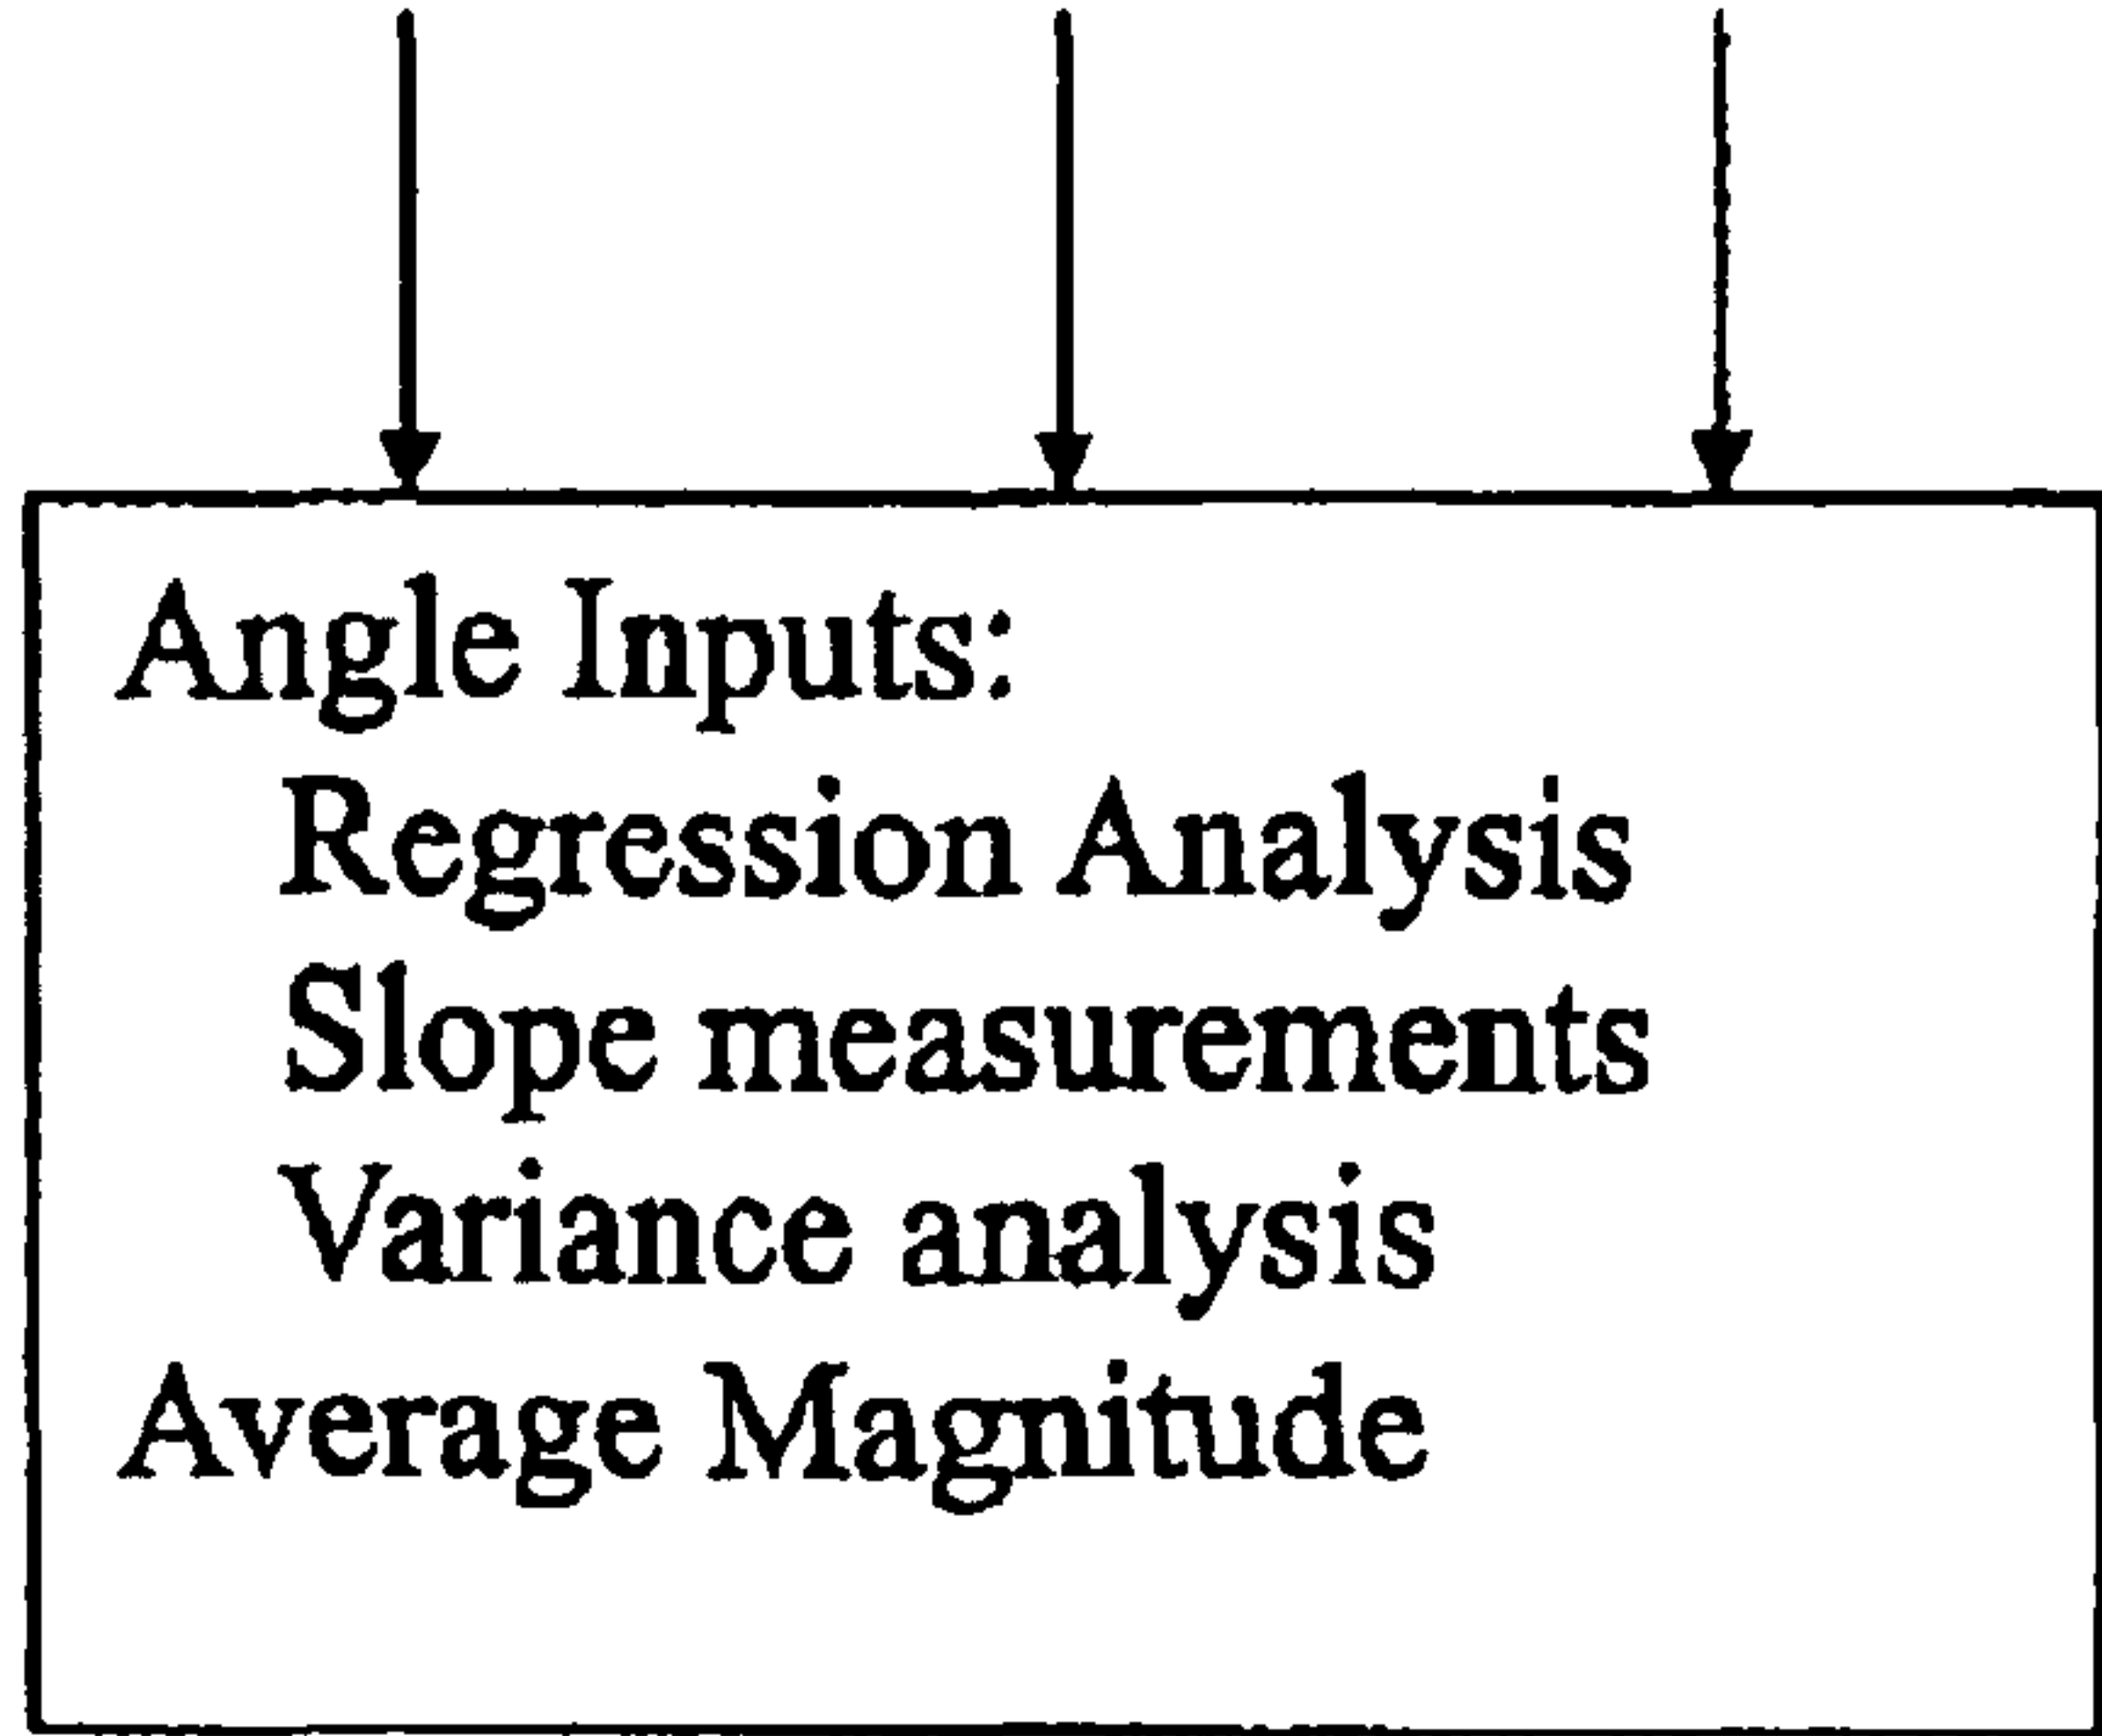 Angle Inputs:
Regression Analysis
Slope measurements
Variance analysis
Average Magnitude